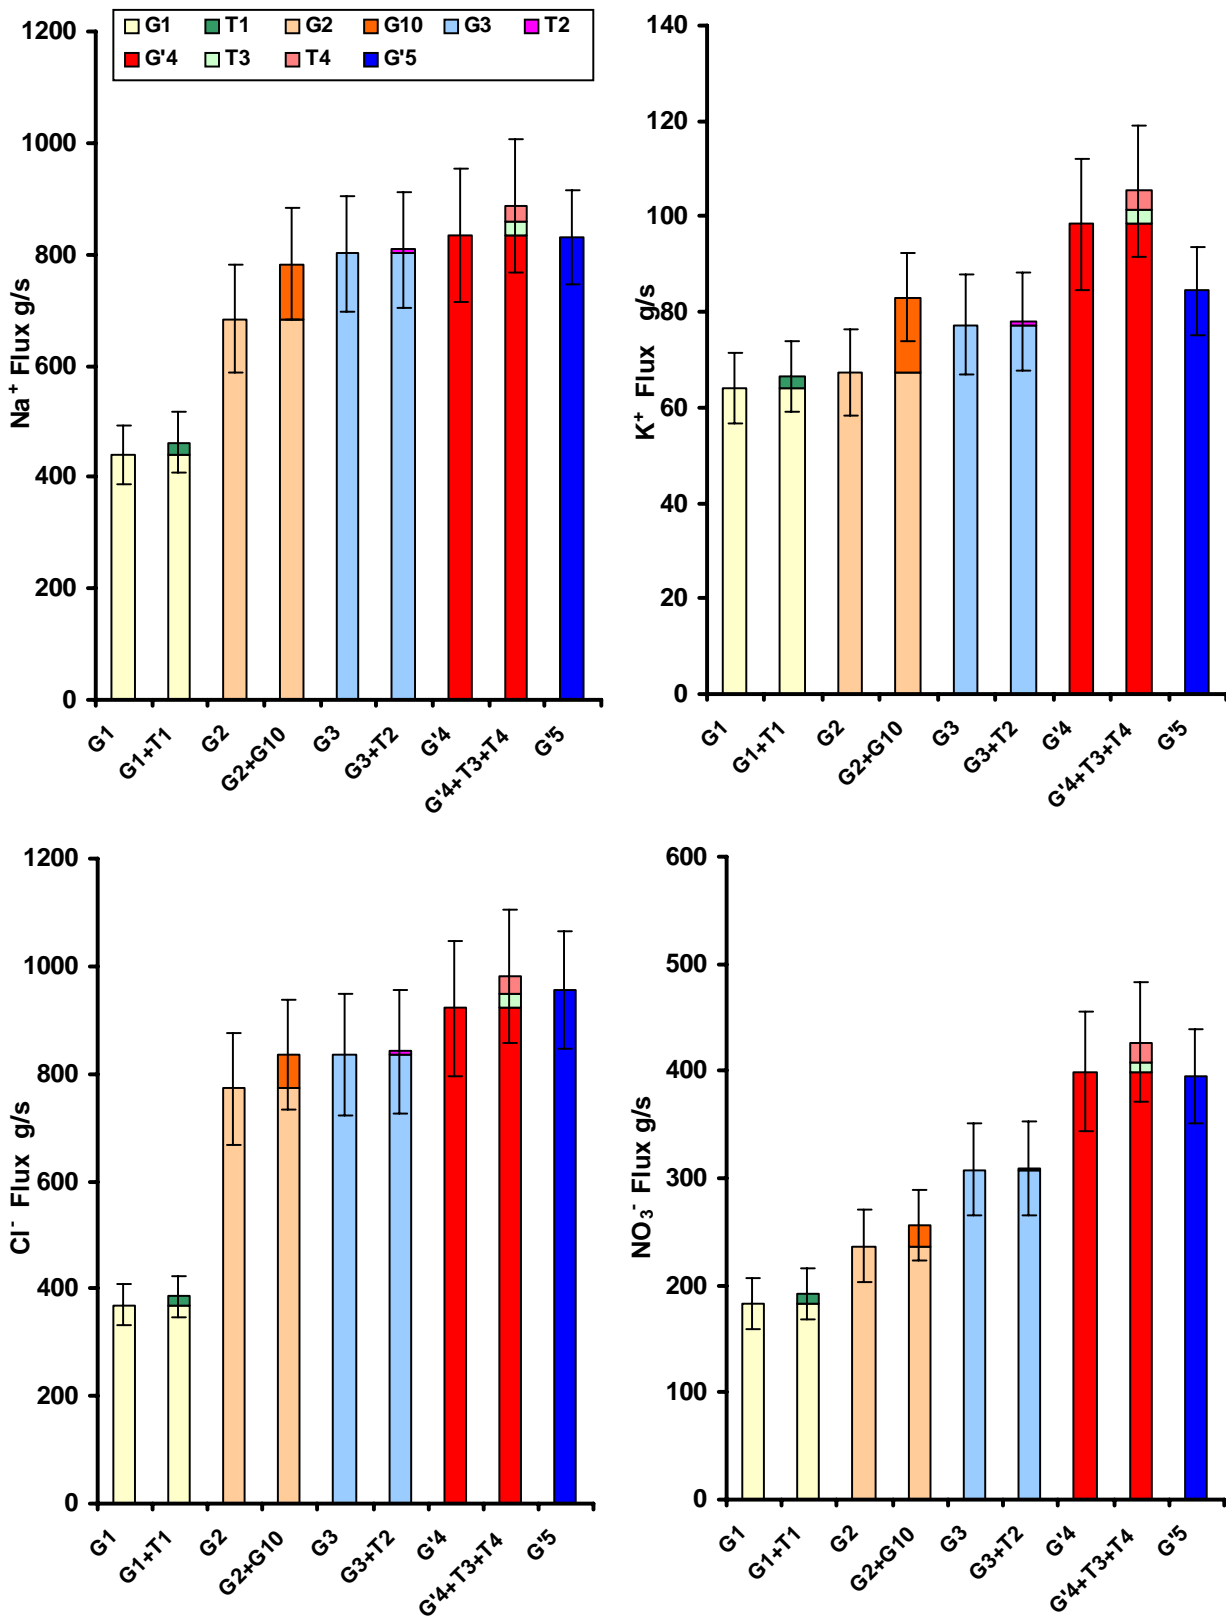 G1 T1 G2 G10 G3 T2
G'4 T3 T4 G'5
1200
1000
800
600
400
200
0
Na+ Flux g/s
G1
G1+T1
G2
G2+G10
G3
G3+T2
G'4
G'4+T3+T4
G'5
140
120
100
80
60
40
20
0
K+ Flux g/s
G1
G1+T1
G2
G2+G10
G3
G3+T2
G'4
G'4+T3+T4
G'5
1200
1000
800
600
400
200
0
Cl- Flux g/s
G1
G1+T1
G2
G2+G10
G3
G3+T2
G'4
G'4+T3+T4
G'5
600
500
400
300
200
100
0
NO3- Flux g/s
G1
G1+T1
G2
G2+G10
G3
G3+T2
G'4
G'4+T3+T4
G'5